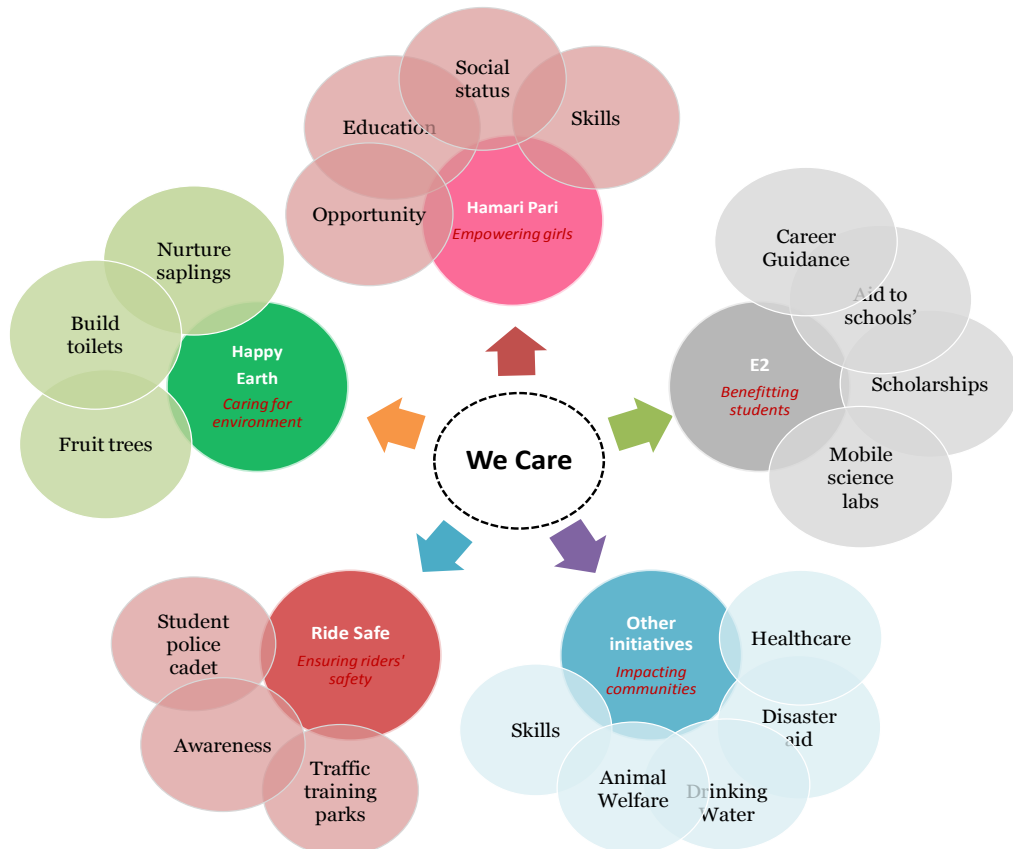 Social
status
Education
Skills
Opportunity
Hamari Pari
Empowering girls
Nurture
saplings
Build
toilets
Fruit trees
Happy
Earth
Caring for
environment
Career
Guidance
Aid to
schools'
Scholarships
Mobile
science
labs
E2
Benefitting
students
We Care
Student
police
cadet
Awareness
Traffic
training
parks
Ride Safe
Ensuring riders'
safety
Other
initiatives
Impacting
communities
Healthcare
Disaster
aid
Drinking
Water
Animal
Welfare
Skills